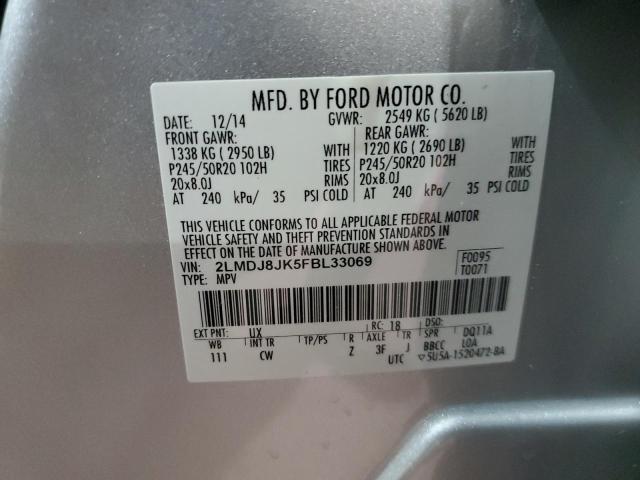 MFD. BY FORD MOTOR CO.
DATE: 12/14 GVWR: 2549 KG ( 5620 LB)
FRONT GAWR: REAR GAWR:
1338 KG ( 2950 LB) WITH 1220 KG ( 2690 LB) WITH
P245/50R20 102H TIRES P245/50R20 102H TIRES
20x8.0J RIMS 20x8.0J RIMS
AT 240 kPa/ 35 PSI COLD AT 240 kPa/ 35 PSI COLD
THIS VEHICLE CONFORMS TO ALL APPLICABLE FEDERAL MOTOR
VEHICLE SAFETY AND THEFT PREVENTION STANDARDS IN
EFFECT ON THE DATE OF MANUFACTURE SHOWN ABOVE.
VIN: 2LMDJ8JK5FBL33069 F0095
TYPE: MPV T0071
EXT PNT: UX RC: 18 DSO:
WB INT TR TP/PS R AXLE TR SPR DQ11A
111 CW Z 3F J BBCC LOA
UTC ▽5U5A-1520472-BA